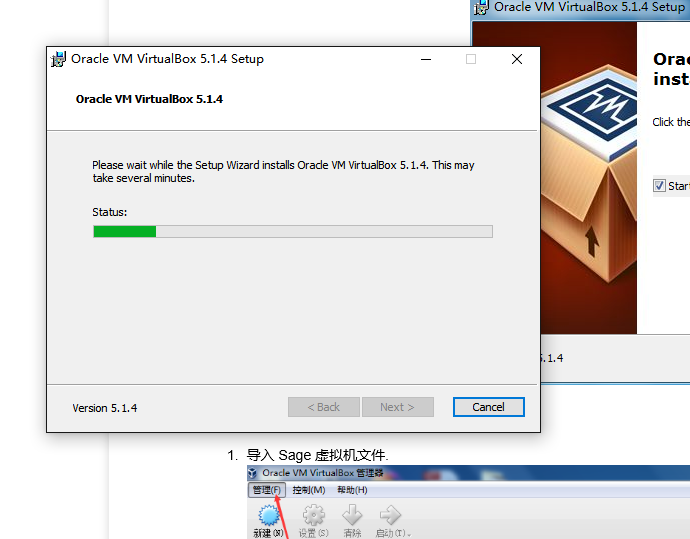 Oracle VM VirtualBox 5.1.4 Setup
Oracle VM VirtualBox 5.1.4 Setup
Oracle VM VirtualBox 5.1.4
Please wait while the Setup Wizard installs Oracle VM VirtualBox 5.1.4. This may
take several minutes.
Status:
Version 5.1.4
< Back
Next >
Cancel
Click the
Start
5.1.4
1. 导入 Sage 虚拟机文件.
Oracle VM VirtualBox 管理器
管理(F) 控制(M) 帮助(H)
新建(N) 设置(S) 清除 启动(T)